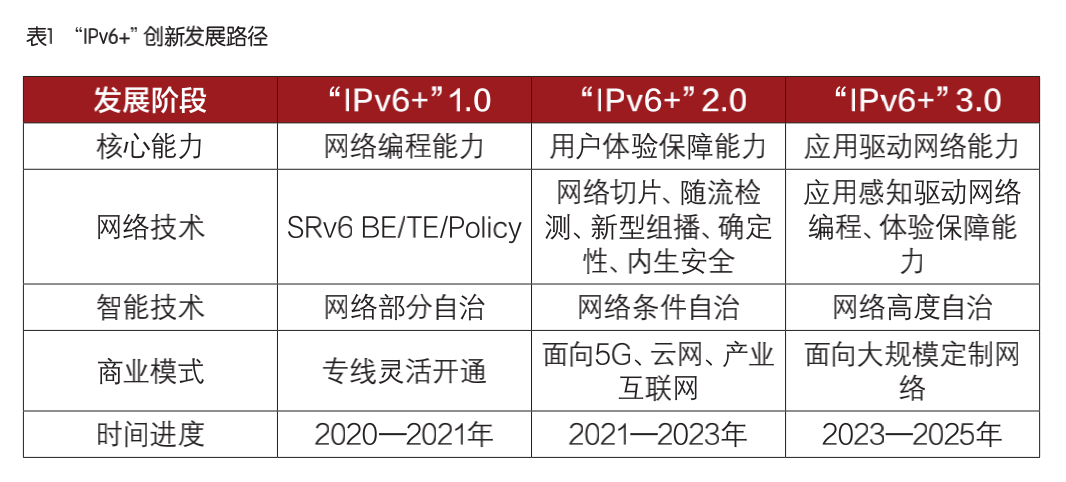 表1 “IPv6+”创新发展路径
发展阶段 “IPv6+”1.0 “IPv6+”2.0 “IPv6+”3.0
核心能力 网络编程能力 用户体验保障能力 应用驱动网络能力
网络技术 SRv6 BE/TE/Policy
网络切片、随流检
测、新型组播、确定
性、内生安全
应用感知驱动网络
编程、体验保障能
力
智能技术 网络部分自治 网络条件自治 网络高度自治
商业模式 专线灵活开通
面向5G、云网、产业
互联网
面向大规模定制网
络
时间进度 2020—2021年 2021—2023年 2023—2025年